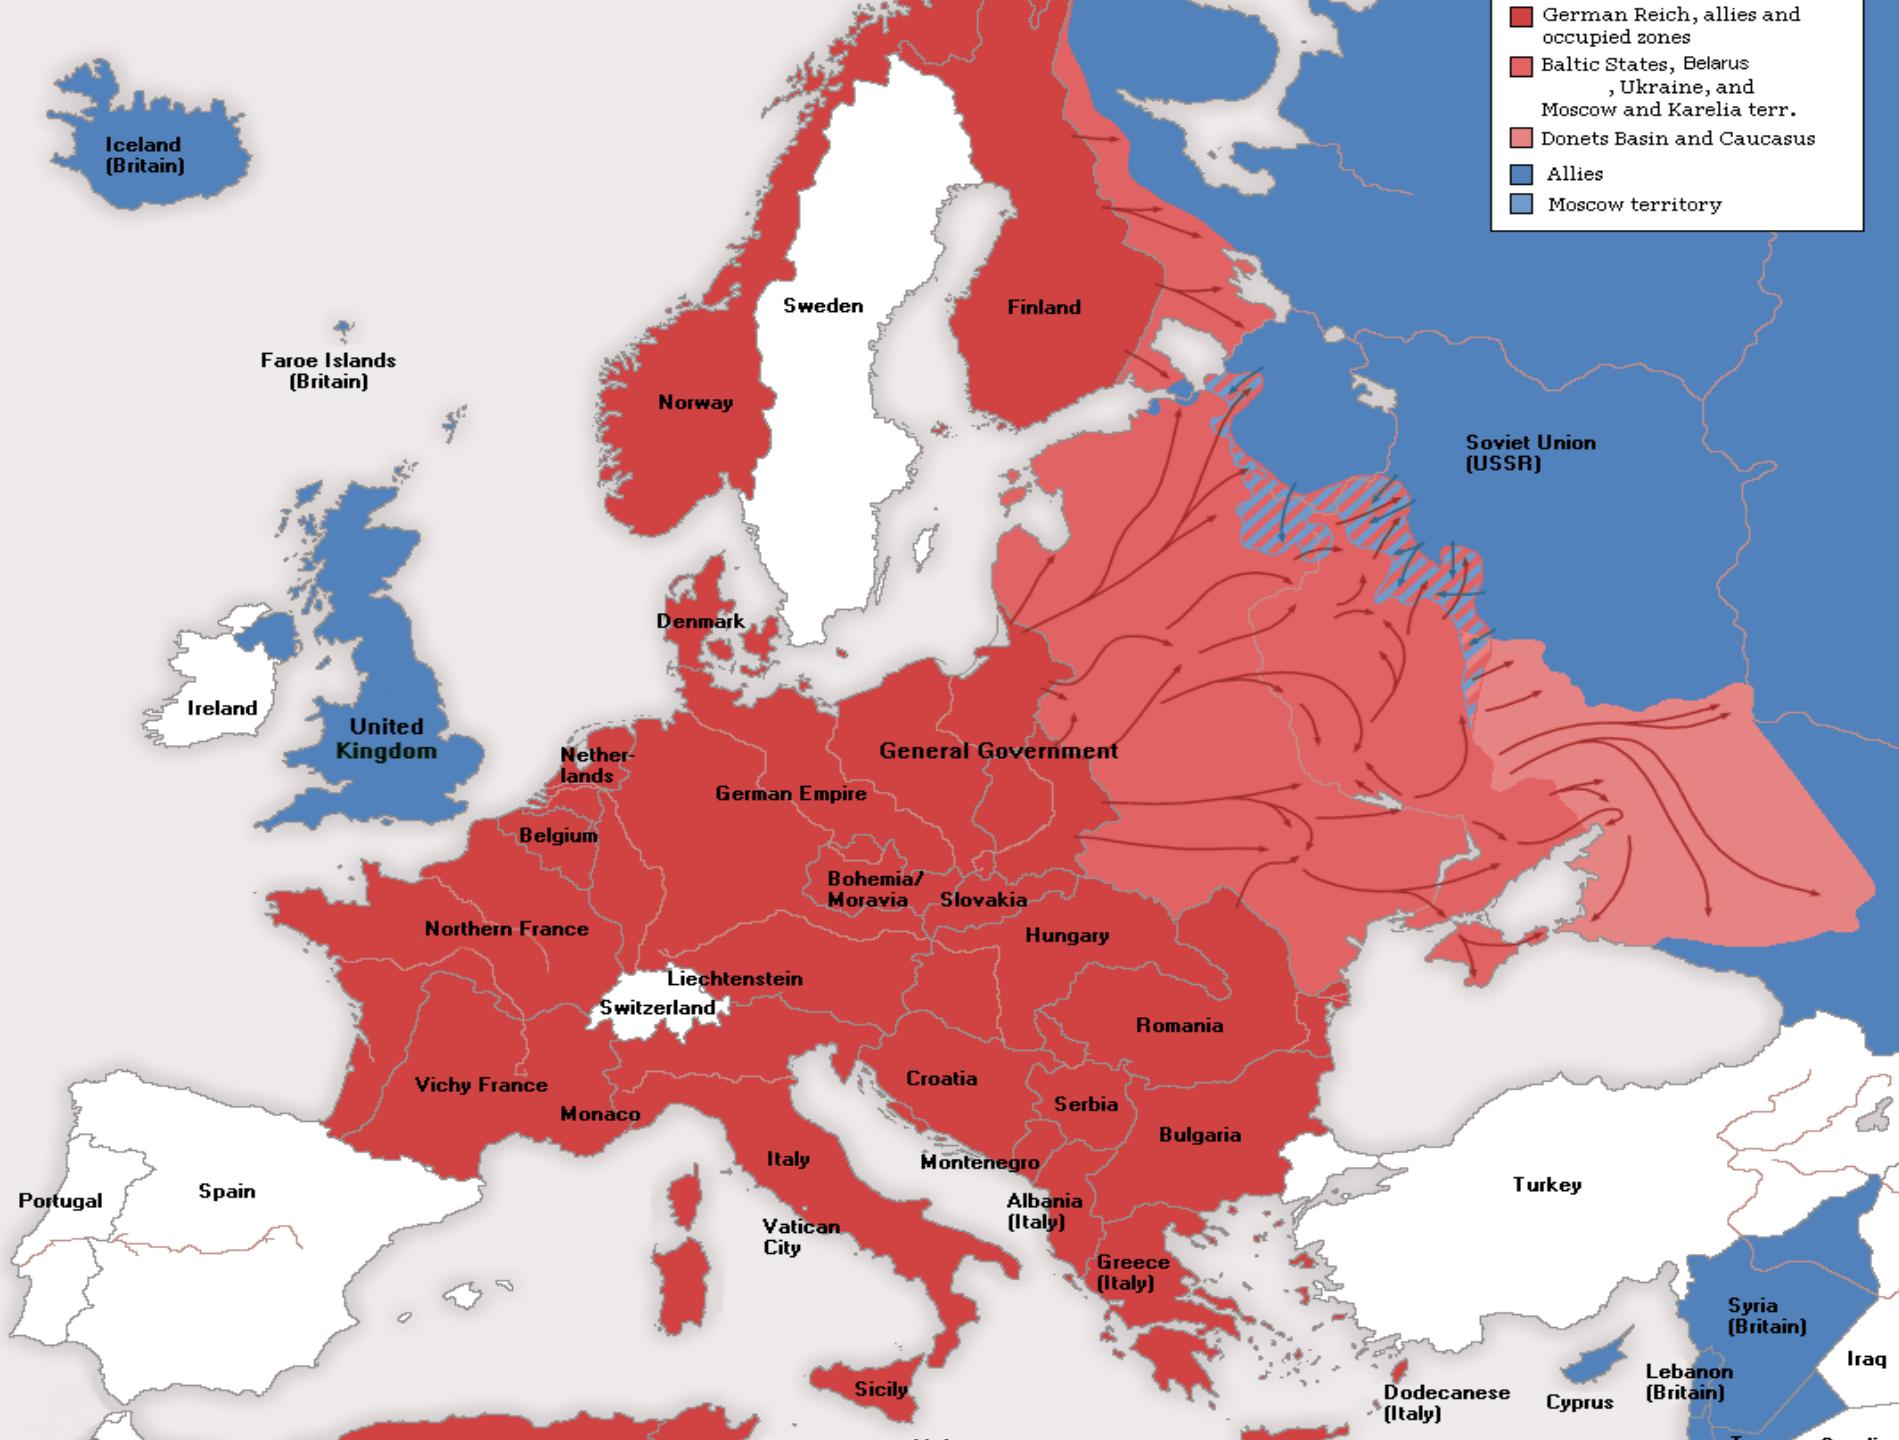 German Reich, allies and
occupied zones
Baltic States, Belarus
, Ukraine, and
Moscow and Karelia terr.
Donets Basin and Caucasus
Allies
Moscow territory
Iceland
(Britain)
Faroe Islands
(Britain)
Sweden
Finland
Norway
Soviet Union
(USSR)
Denmark
Ireland
United
Kingdom
Nether-
lands
General Government
German Empire
Belgium
Bohemia/
Moravia
Slovakia
Northern France
Hungary
Liechtenstein
Switzerland
Romania
Vichy France
Croatia
Monaco
Serbia
Bulgaria
Italy
Montenegro
Portugal
Spain
Turkey
Albania
(Italy)
Vatican
City
Greece
(Italy)
Syria
(Britain)
Iraq
Sicily
Dodecanese
(Italy)
Cyprus
Lebanon
(Britain)